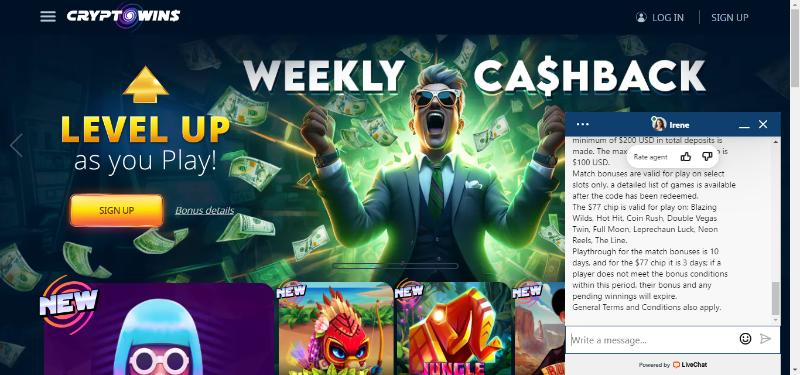 CRYPTOWIN$
LOG IN
SIGN UP
WEEKLY CA$HBACK
LEVEL UP
as you Play!
SIGN UP
Bonus details
Irene
minimum of $200 USD in total deposits is
made. The max
is
$100 USD.
Rate agent
Match bonuses are valid for play on select
slots only, a detailed list of games is available
after the code has been redeemed.
The $77 chip is valid for play on: Blazing
Wilds, Hot Hit, Coin Rush, Double Vegas
Twin, Full Moon, Leprechaun Luck, Neon
Reels, The Line.
Playthrough for the match bonuses is 10
days, and for the $77 chip it is 3 days; if a
player does not meet the bonus conditions
within this period, their bonus and any
pending winnings will expire.
General Terms and Conditions also apply.
Write a message...
Powered by LiveChat
NEW
NEW
NEW
NEW
JUNGLE